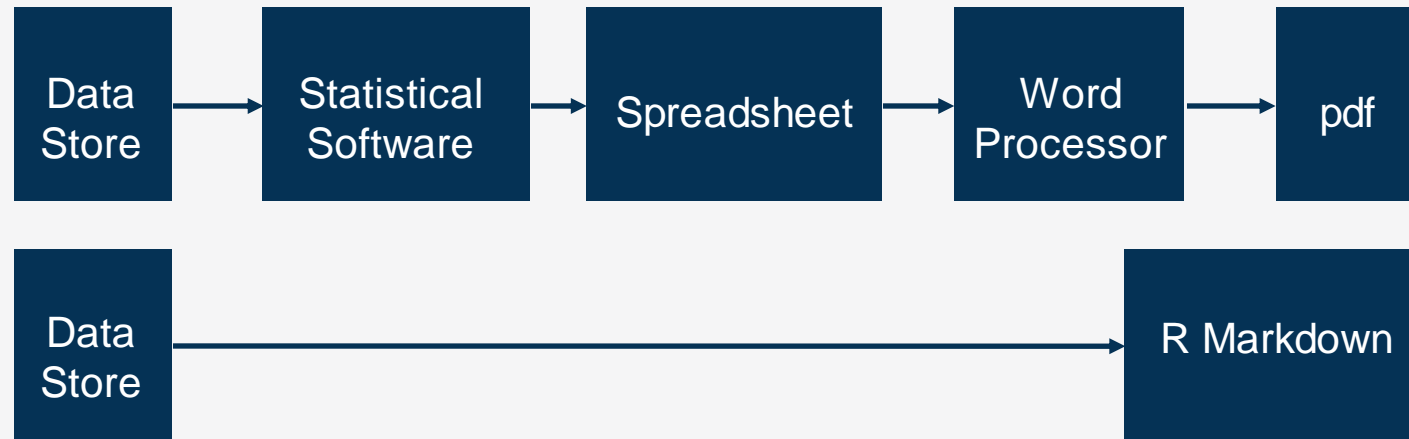 Data
Store
Statistical
Software
Spreadsheet
Word
Processor
pdf
Data
Store
R Markdown